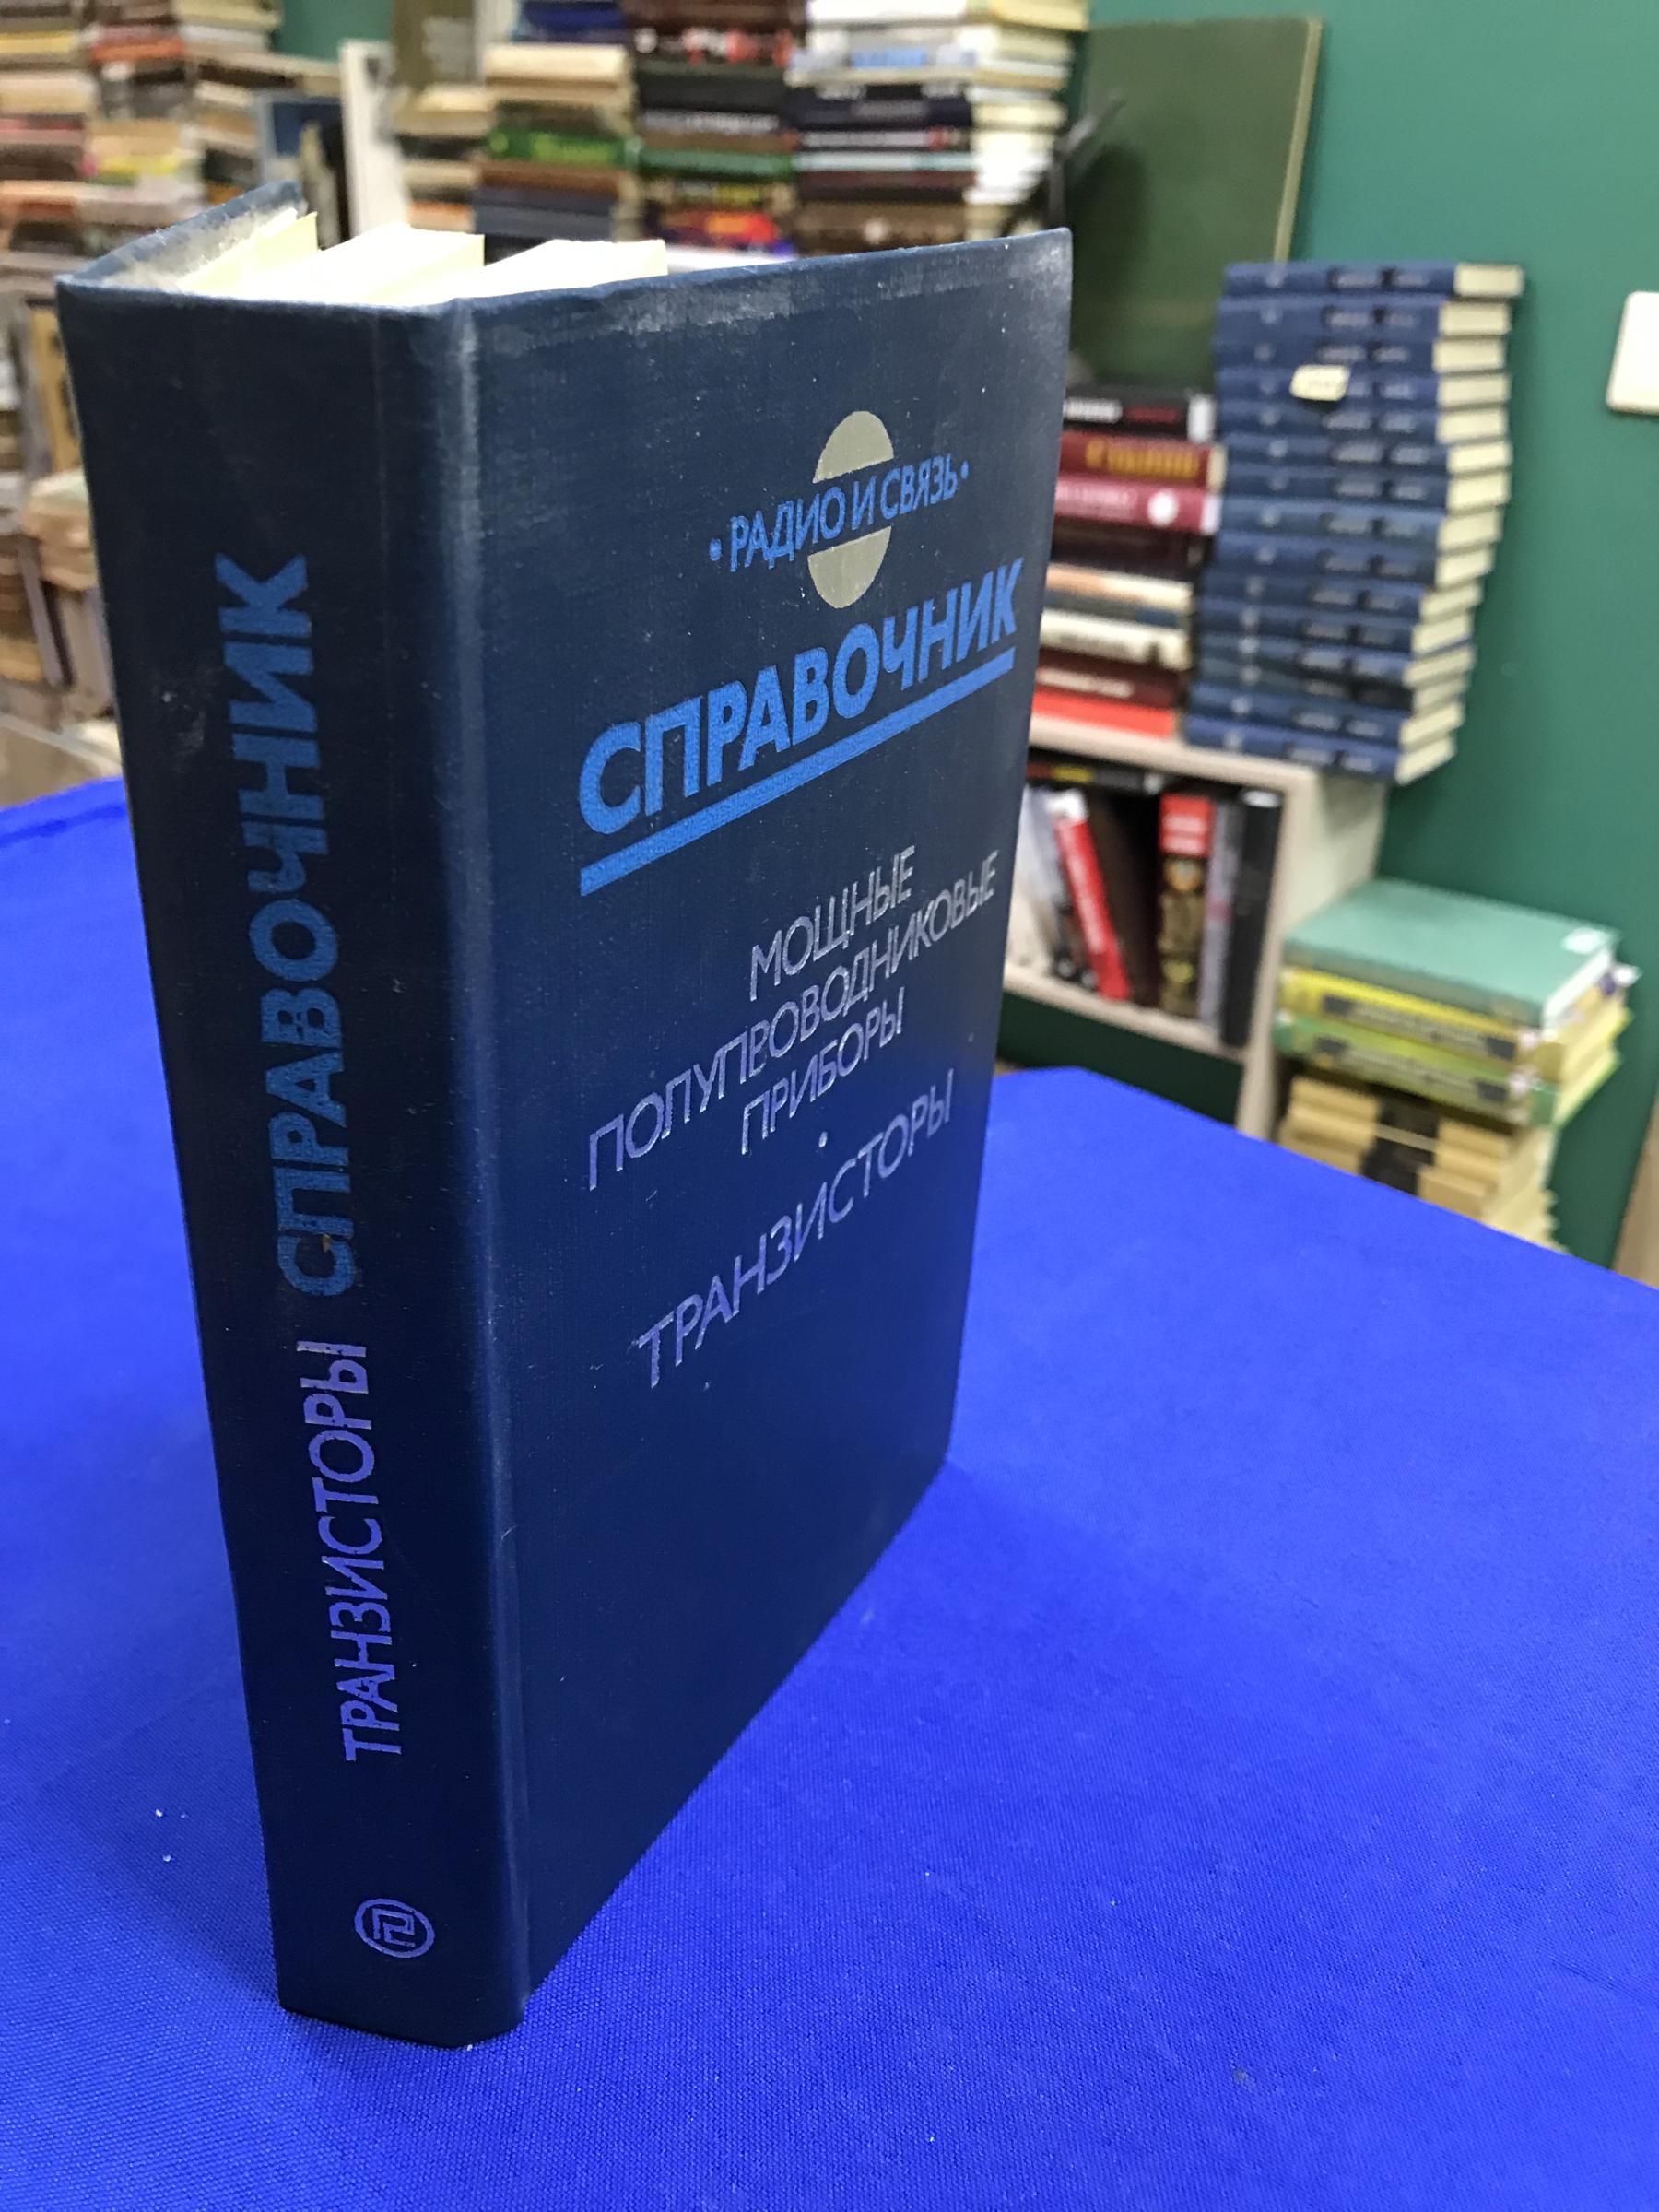 ТРАНЗИСТОРЫ СПРАВОЧНИК
• РАДИО И СВЯЗЬ •
СПРАВОЧНИК
МОЩНЫЕ
ПОЛУПРОВОДНИКОВЫЕ
ПРИБОРЫ
•
ТРАНЗИСТОРЫ